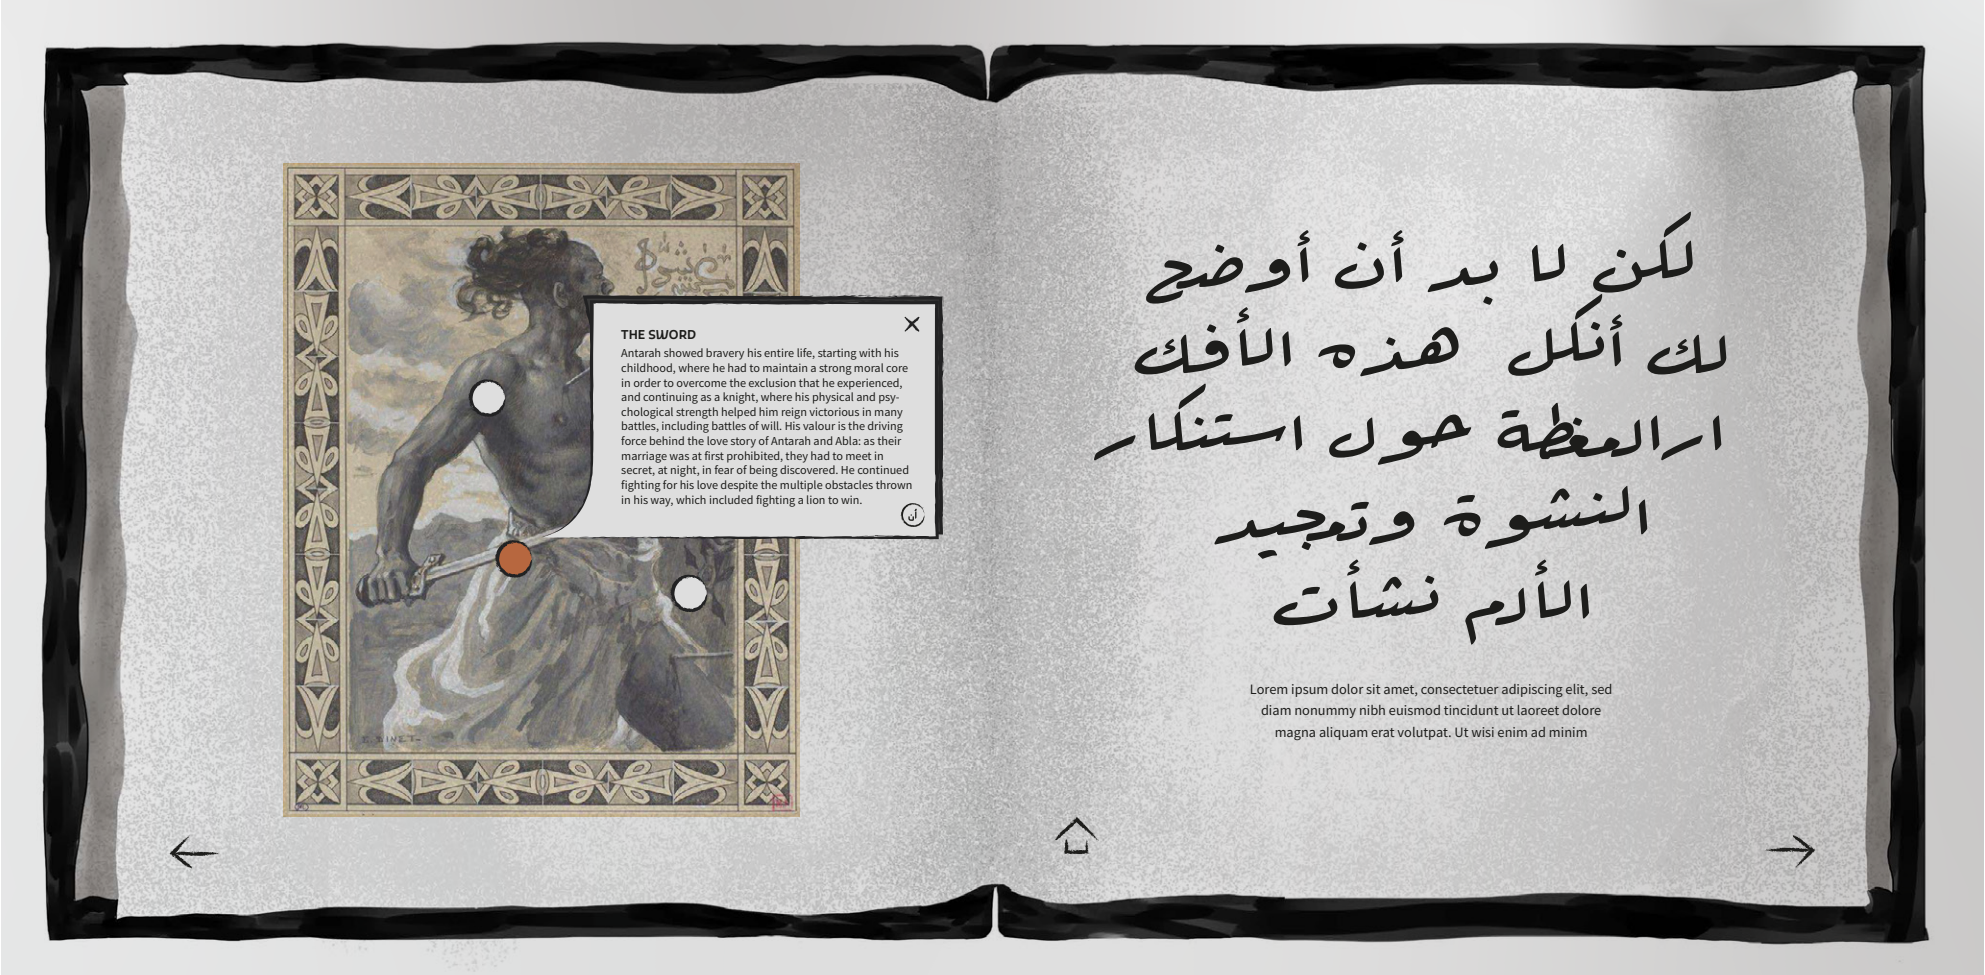 THE SWORD
Antarah showed bravery his entire life, starting with his
childhood, where he had to maintain a strong moral core
in order to overcome the exclusion that he experienced,
and continuing as a knight, where his physical and psy-
chological strength helped him reign victorious in many
battles, including battles of will. His valour is the driving
force behind the love story of Antarah and Abla: as their
marriage was at first prohibited, they had to meet in
secret, at night, in fear of being discovered. He continued
fighting for his love despite the multiple obstacles thrown
in his way, which included fighting a lion to win.
أن
E. DINET
لكن لا بد أن أوضح
لك أنكل هذه الأفك
ارالمغظة حول استنكار
النشوة وتمجيد
الألم نشأت
Lorem ipsum dolor sit amet, consectetuer adipiscing elit, sed
diam nonummy nibh euismod tincidunt ut laoreet dolore
magna aliquam erat volutpat. Ut wisi enim ad minim